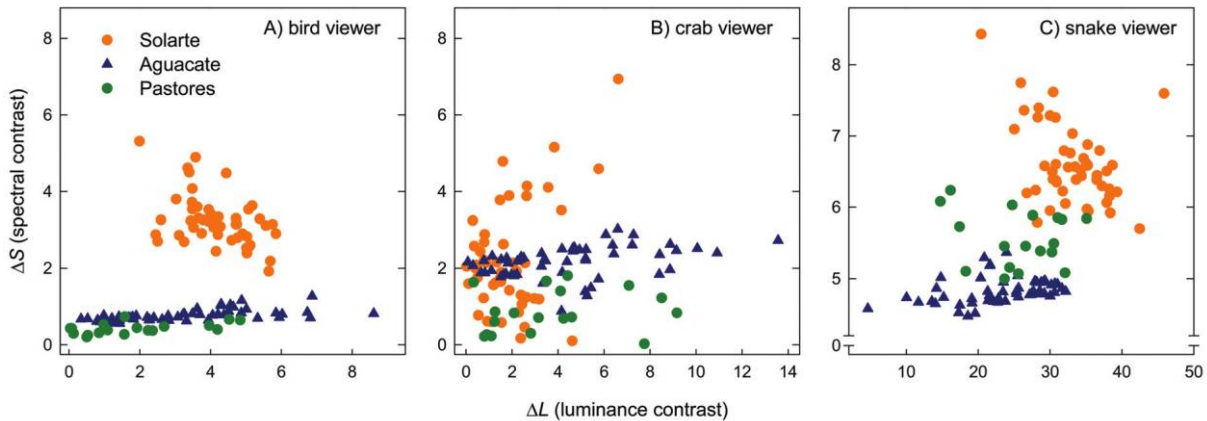 A) bird viewer
B) crab viewer
C) snake viewer
Solarte
Aguacate
Pastores
ΔS (spectral contrast)
8
6
4
2
0
0 2 4 6 8
8
6
4
2
0
0 2 4 6 8 10 12 14
8
7
6
5
0
10 20 30 40 50
ΔL (luminance contrast)